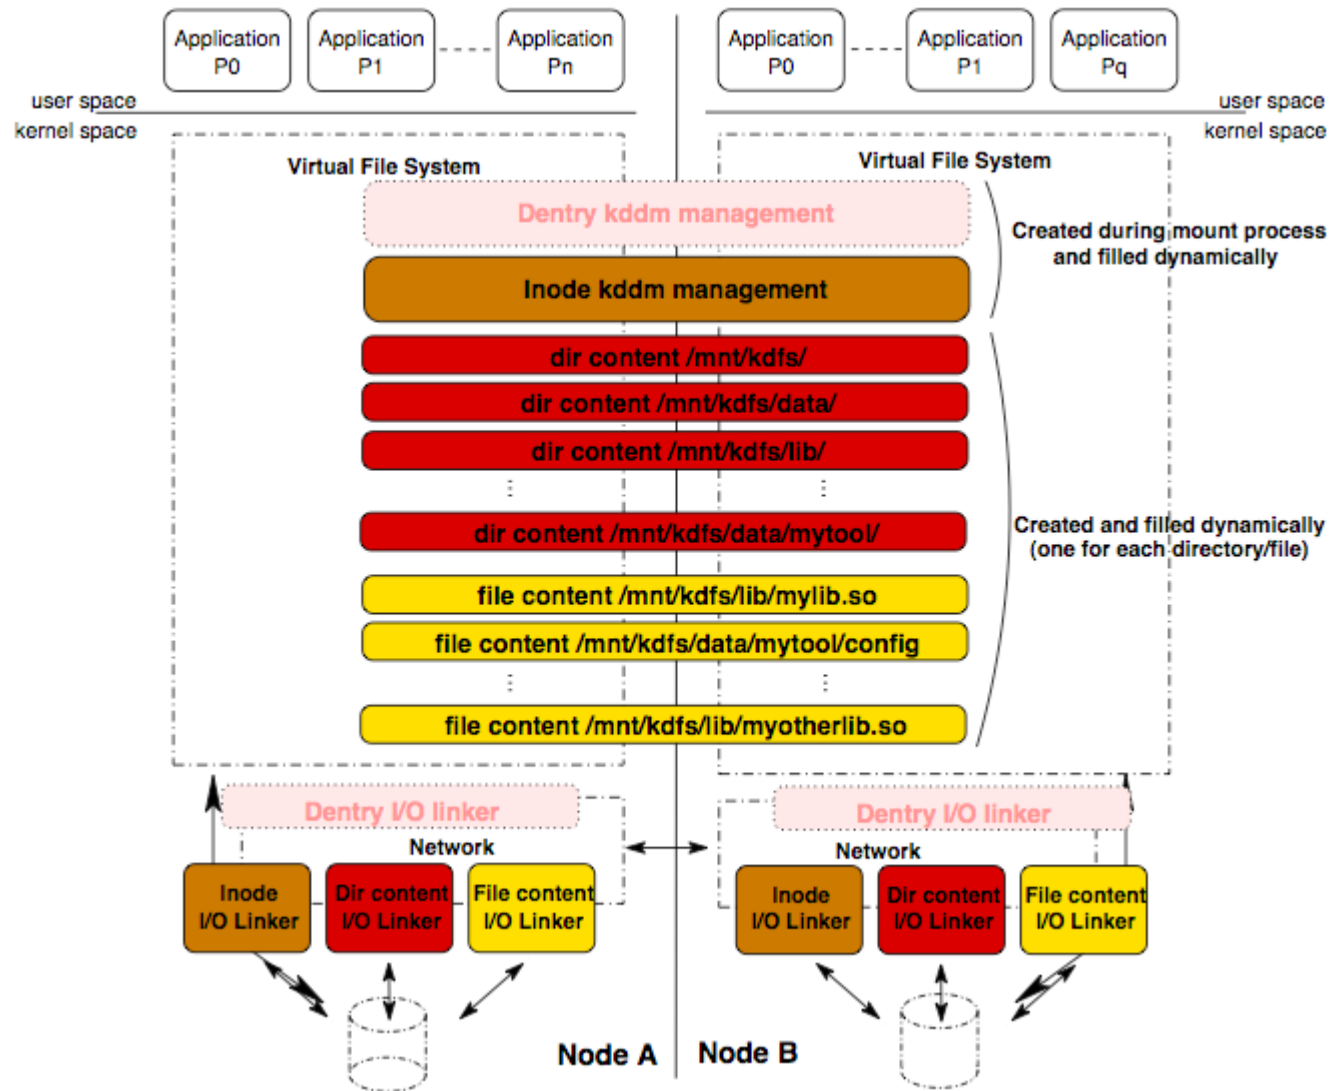 Application
P0
Application
P1
Application
Pn
Application
P0
Application
P1
Application
Pq
user space
kernel space
user space
kernel space
Virtual File System
Virtual File System
Dentry kddm management
Created during mount process
and filled dynamically
Inode kddm management
dir content /mnt/kdfs/
dir content /mnt/kdfs/data/
dir content /mnt/kdfs/lib/
dir content /mnt/kdfs/data/mytool/
Created and filled dynamically
(one for each directory/file)
file content /mnt/kdfs/lib/mylib.so
file content /mnt/kdfs/data/mytool/config
file content /mnt/kdfs/lib/myotherlib.so
Dentry I/O linker
Network
Inode
I/O Linker
Dir content
I/O Linker
File content
I/O Linker
Dentry I/O linker
Network
Inode
I/O Linker
Dir content
I/O Linker
File content
I/O Linker
Node A
Node B